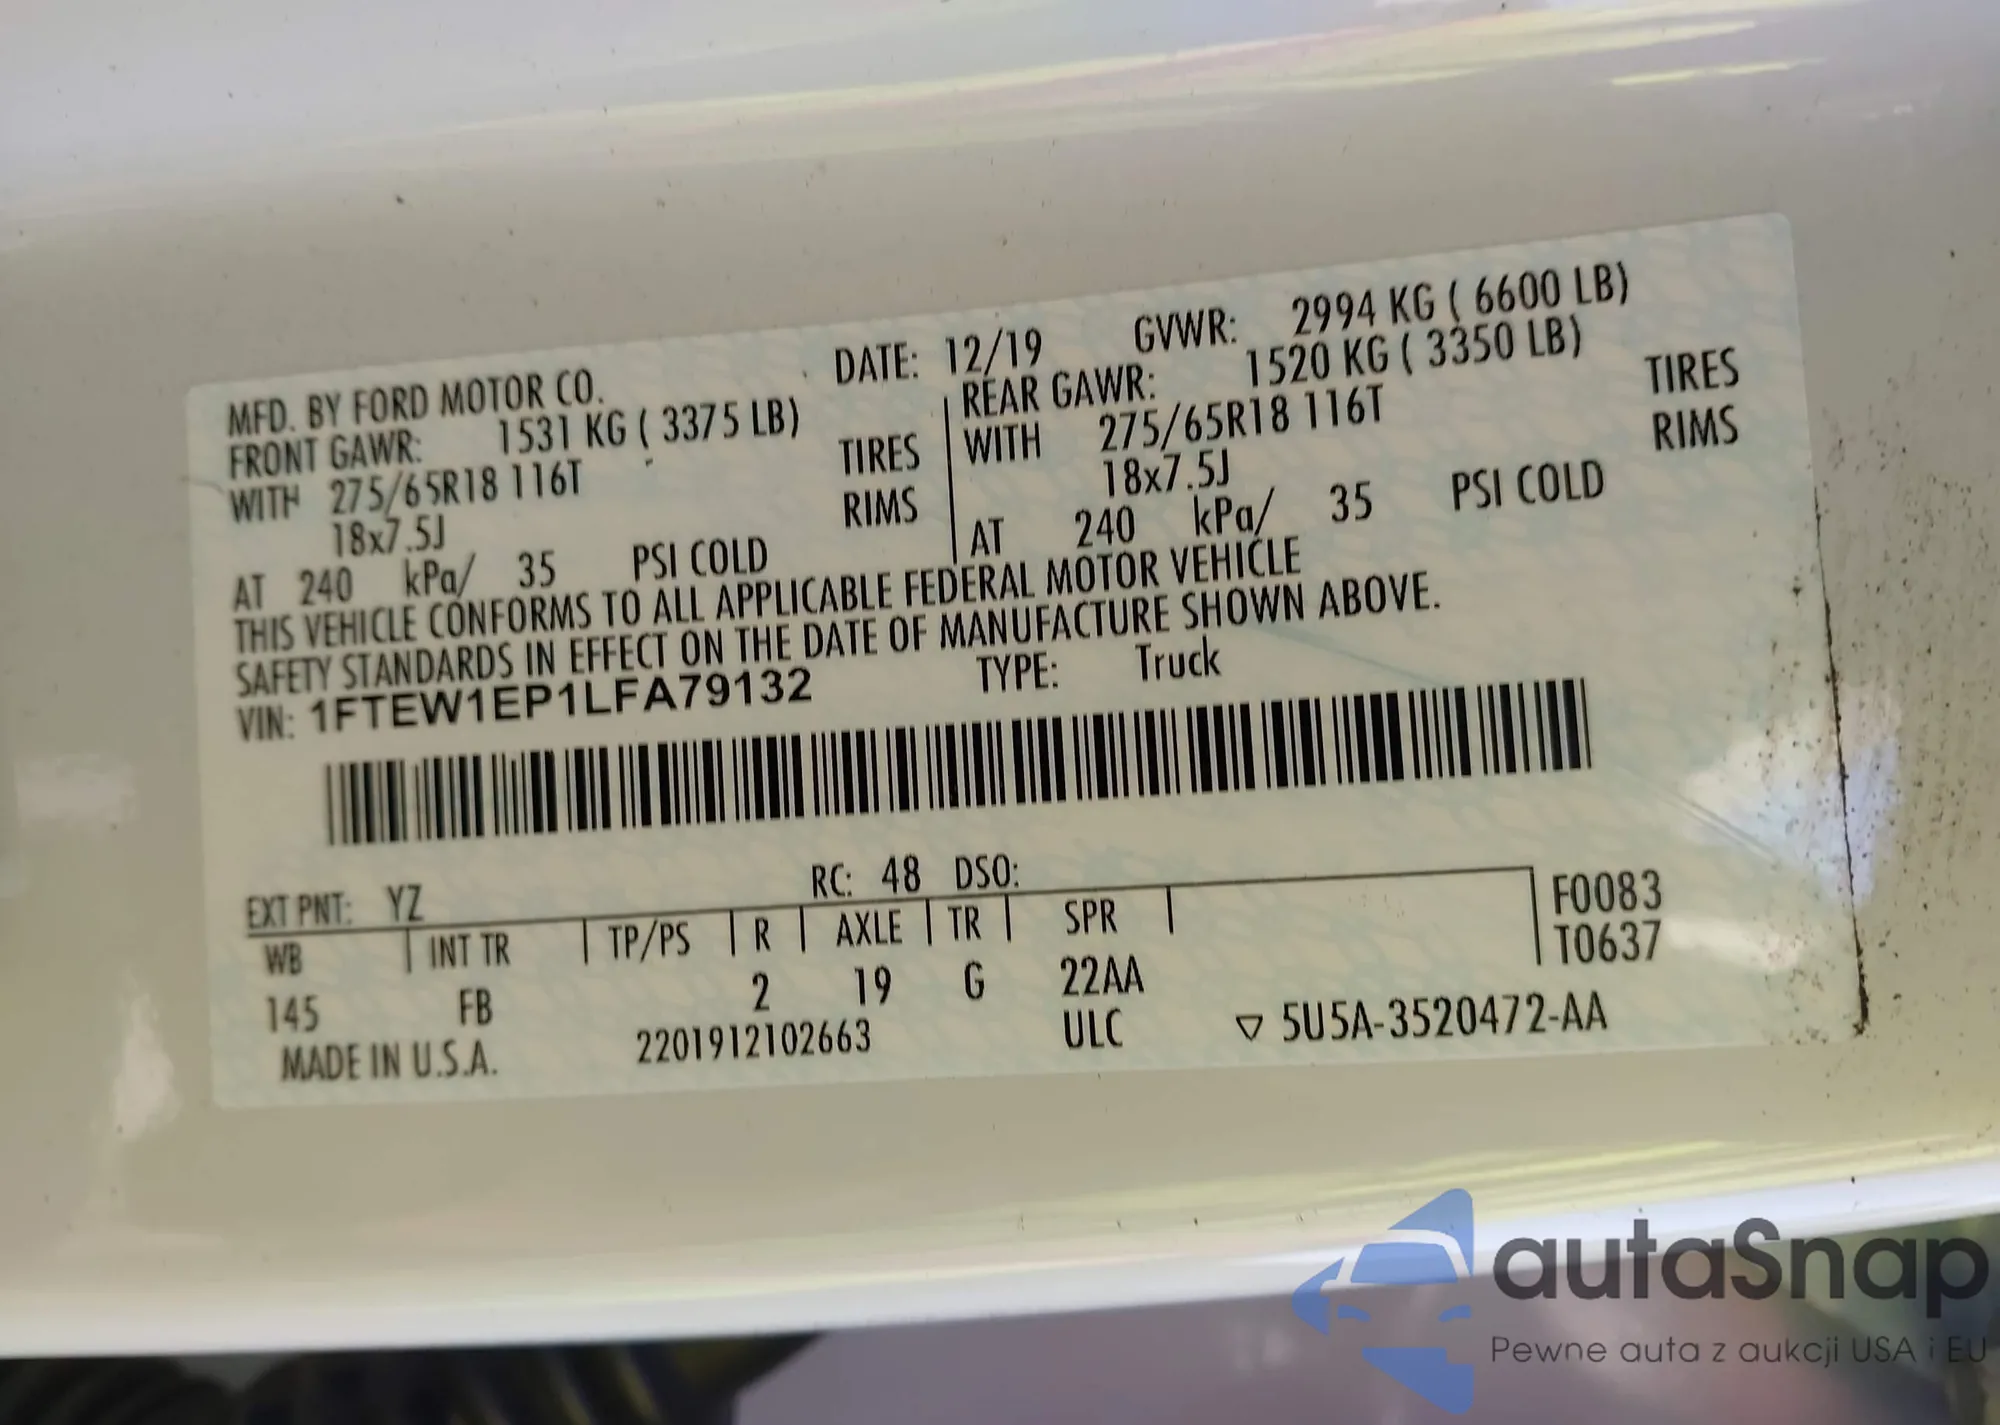 MFD. BY FORD MOTOR CO. DATE: 12/19 GVWR: 2994 KG ( 6600 LB)
FRONT GAWR: 1531 KG ( 3375 LB) REAR GAWR: 1520 KG ( 3350 LB)
WITH 275/65R18 116T TIRES WITH 275/65R18 116T TIRES
18x7.5J RIMS 18x7.5J RIMS
AT 240 kPa/ 35 PSI COLD AT 240 kPa/ 35 PSI COLD
THIS VEHICLE CONFORMS TO ALL APPLICABLE FEDERAL MOTOR VEHICLE
SAFETY STANDARDS IN EFFECT ON THE DATE OF MANUFACTURE SHOWN ABOVE.
VIN: 1FTEW1EP1LFA79132 TYPE: Truck
EXT PNT: YZ RC: 48 DSO:
WB INT TR TP/PS R AXLE TR SPR F0083
145 FB 2 19 G 22AA T0637
MADE IN U.S.A. 2201912102663 ULC ▽ 5U5A-3520472-AA
autaSnap
Pewne auta z aukcji USA i EU